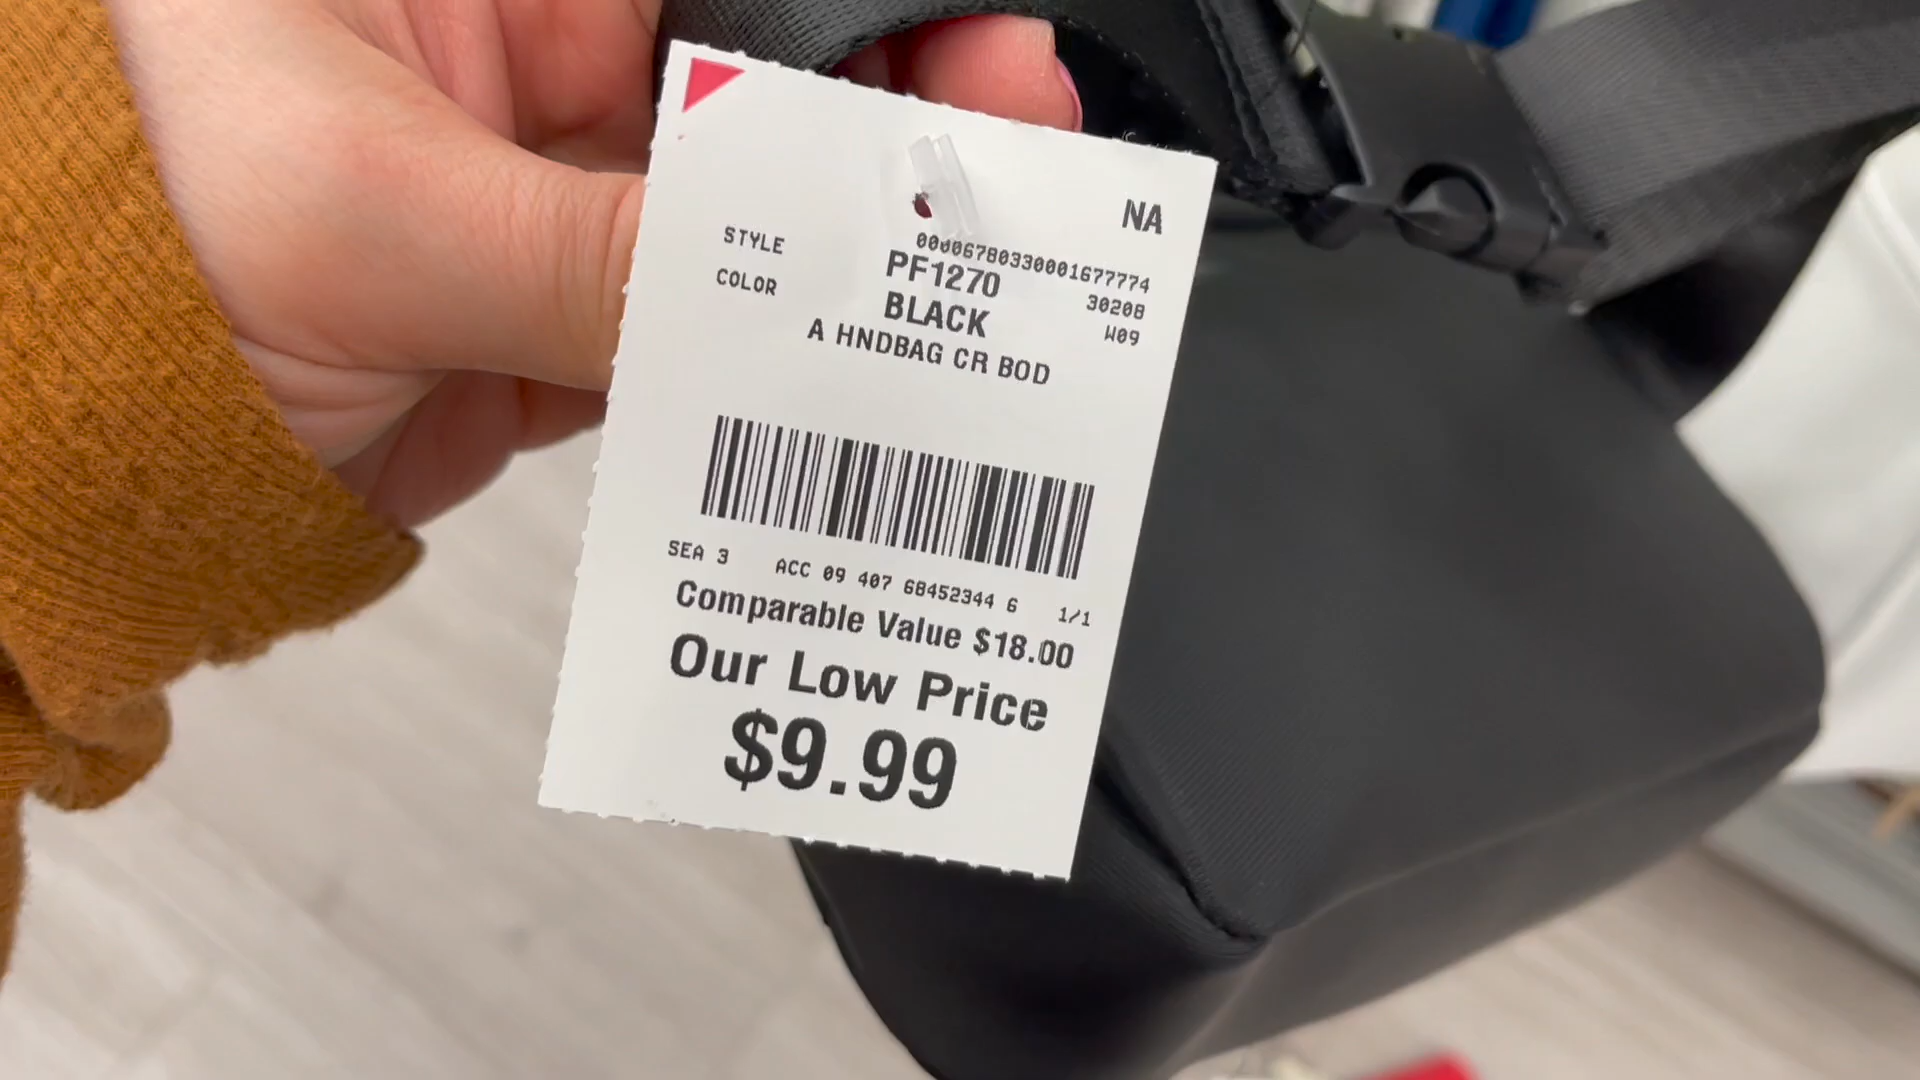 NA
00006780330001677774
STYLE PF1270 30208
COLOR BLACK W09
A HNDBAG CR BOD
SEA 3 ACC 09 407 68452344 6 1/1
Comparable Value $18.00
Our Low Price
$9.99